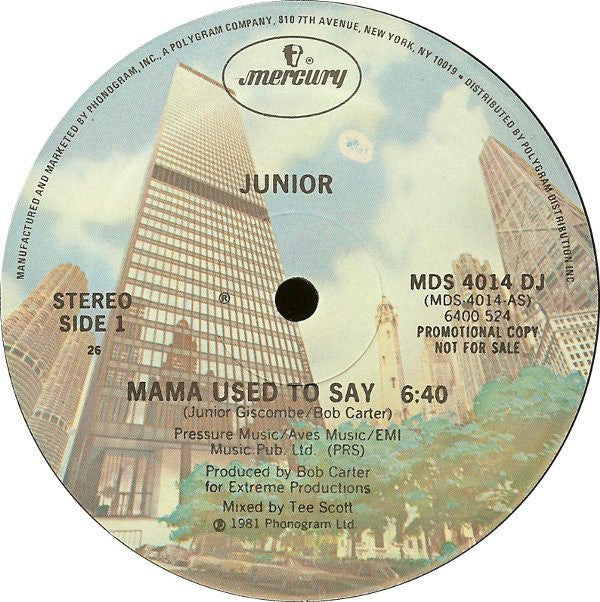 MANUFACTURED AND MARKETED BY PHONOGRAM, INC., A POLYGRAM COMPANY, 810 7TH AVENUE, NEW YORK, NY 10019 • DISTRIBUTED BY POLYGRAM DISTRIBUTION, INC.
®
mercury
JUNIOR
STEREO
SIDE 1
26
®
MDS 4014 DJ
(MDS-4014-AS)
6400 524
PROMOTIONAL COPY
NOT FOR SALE
MAMA USED TO SAY 6:40
(Junior Giscombe/Bob Carter)
Pressure Music/Aves Music/EMI
Music Pub. Ltd. (PRS)
Produced by Bob Carter
for Extreme Productions
Mixed by Tee Scott
℗ 1981 Phonogram Ltd.